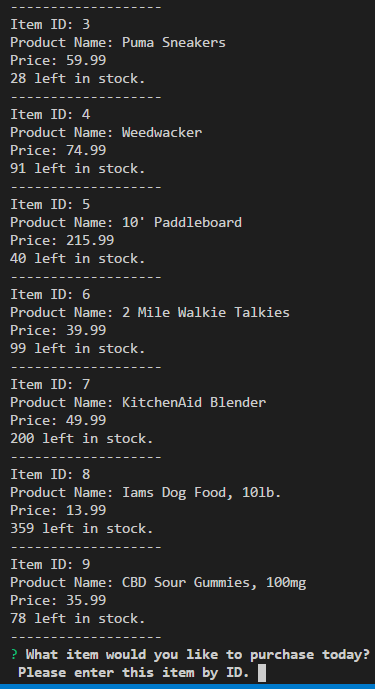 -------------------
Item ID: 3
Product Name: Puma Sneakers
Price: 59.99
28 left in stock.
-------------------
Item ID: 4
Product Name: Weedwacker
Price: 74.99
91 left in stock.
-------------------
Item ID: 5
Product Name: 10' Paddleboard
Price: 215.99
40 left in stock.
-------------------
Item ID: 6
Product Name: 2 Mile Walkie Talkies
Price: 39.99
99 left in stock.
-------------------
Item ID: 7
Product Name: KitchenAid Blender
Price: 49.99
200 left in stock.
-------------------
Item ID: 8
Product Name: Iams Dog Food, 10lb.
Price: 13.99
359 left in stock.
-------------------
Item ID: 9
Product Name: CBD Sour Gummies, 100mg
Price: 35.99
78 left in stock.
-------------------
? What item would you like to purchase today?
Please enter this item by ID.